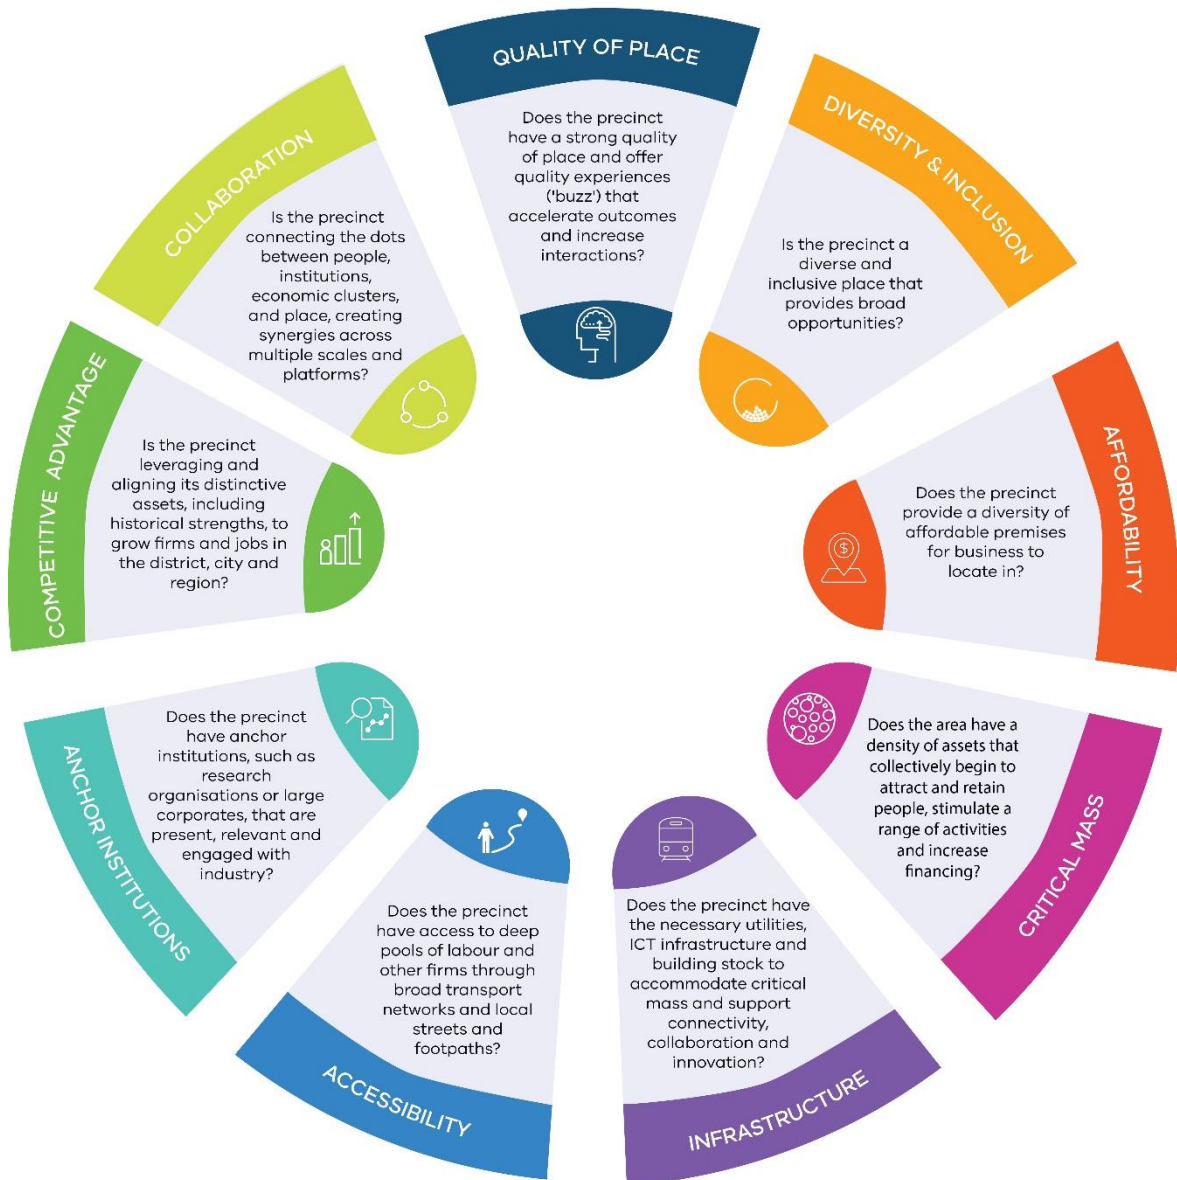 QUALITY OF PLACE
Does the precinct
have a strong quality
of place and offer
quality experiences
('buzz') that
accelerate outcomes
and increase
interactions?
DIVERSITY & INCLUSION
Is the precinct a
diverse and
inclusive place that
provides broad
opportunities?
AFFORDABILITY
Does the precinct
provide a diversity of
affordable premises
for business to
locate in?
$
CRITICAL MASS
Does the area have a
density of assets that
collectively begin to
attract and retain
people, stimulate a
range of activities
and increase
financing?
INFRASTRUCTURE
Does the precinct have
the necessary utilities,
ICT infrastructure and
building stock to
accommodate critical
mass and support
connectivity,
collaboration and
innovation?
ACCESSIBILITY
Does the precinct
have access to deep
pools of labour and
other firms through
broad transport
networks and local
streets and
footpaths?
ANCHOR INSTITUTIONS
Does the precinct
have anchor
institutions, such as
research
organisations or large
corporates, that are
present, relevant and
engaged with
industry?
COMPETITIVE ADVANTAGE
Is the precinct
leveraging and
aligning its distinctive
assets, including
historical strengths, to
grow firms and jobs in
the district, city and
region?
COLLABORATION
Is the precinct
connecting the dots
between people,
institutions,
economic clusters,
and place, creating
synergies across
multiple scales and
platforms?